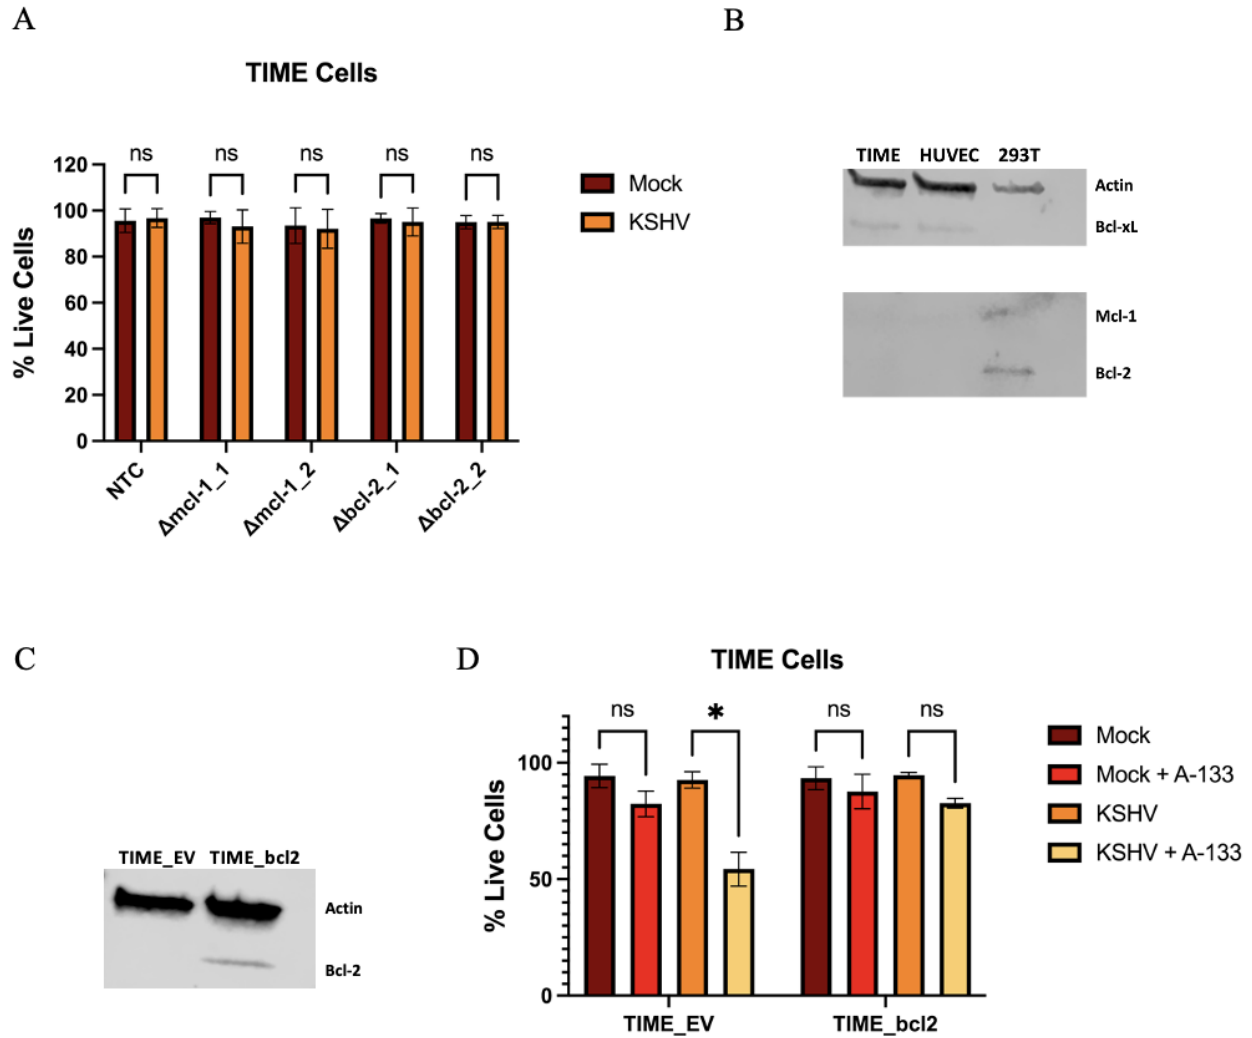 A
TIME Cells
ns ns ns ns ns
120
100
80
60
40
20
0
% Live Cells
NTC
Δmcl-1_1
Δmcl-1_2
Δbcl-2_1
Δbcl-2_2
Mock
KSHV
B
TIME HUVEC 293T
Actin
Bcl-xL
Mcl-1
Bcl-2
C
TIME_EV TIME_bcl2
Actin
Bcl-2
D
TIME Cells
ns * ns ns
100
50
0
% Live Cells
TIME_EV TIME_bcl2
Mock
Mock + A-133
KSHV
KSHV + A-133